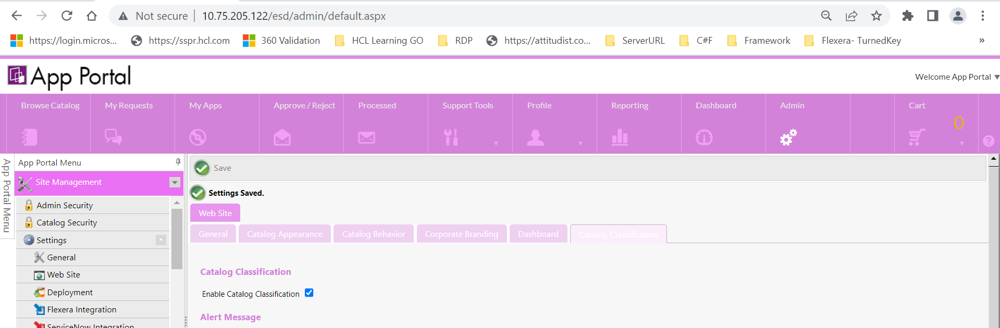 Not secure | 10.75.205.122/esd/admin/default.aspx
https://login.micros... https://sspr.hcl.com 360 Validation HCL Learning GO RDP https://attitudist.co... ServerURL C#F Framework Flexera- TurnedKey »
App Portal
Welcome App Portal
Browse Catalog My Requests My Apps Approve / Reject Processed Support Tools Profile Reporting Dashboard Admin Cart
0
?
App Portal Menu
App Portal Menu
Site Management
Admin Security
Catalog Security
Settings
General
Web Site
Deployment
Flexera Integration
ServiceNow Integration
Save
Settings Saved.
Web Site
General Catalog Appearance Catalog Behavior Corporate Branding Dashboard Catalog Classification
Catalog Classification
Enable Catalog Classification
Alert Message